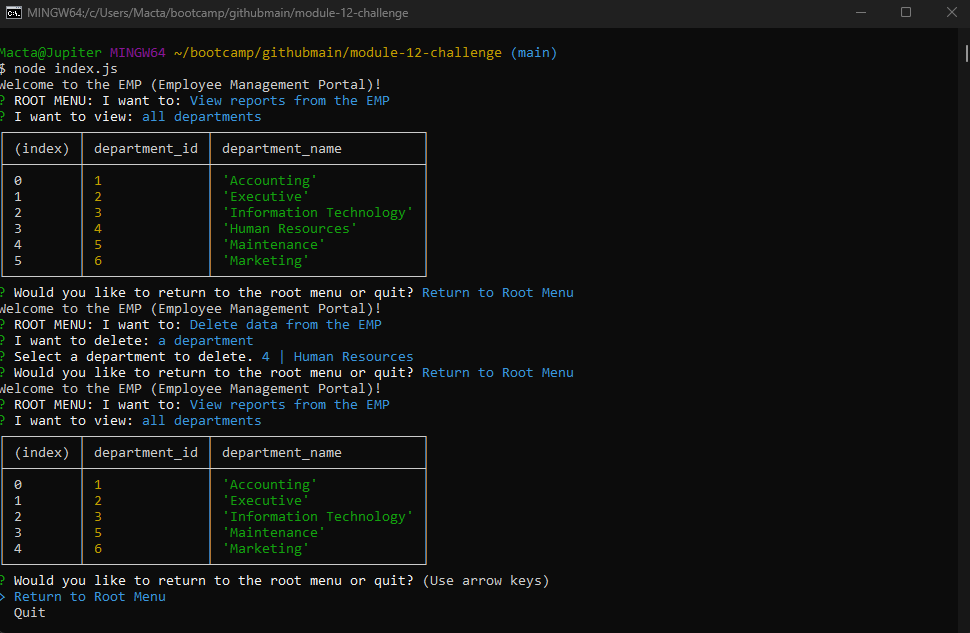 MINGW64:/c/Users/Macta/bootcamp/githubmain/module-12-challenge
Macta@Jupiter MINGW64 ~/bootcamp/githubmain/module-12-challenge (main)
$ node index.js
Welcome to the EMP (Employee Management Portal)!
? ROOT MENU: I want to: View reports from the EMP
? I want to view: all departments
(index) department_id department_name
0 1 'Accounting'
1 2 'Executive'
2 3 'Information Technology'
3 4 'Human Resources'
4 5 'Maintenance'
5 6 'Marketing'
? Would you like to return to the root menu or quit? Return to Root Menu
Welcome to the EMP (Employee Management Portal)!
? ROOT MENU: I want to: Delete data from the EMP
? I want to delete: a department
? Select a department to delete. 4 | Human Resources
? Would you like to return to the root menu or quit? Return to Root Menu
Welcome to the EMP (Employee Management Portal)!
? ROOT MENU: I want to: View reports from the EMP
? I want to view: all departments
(index) department_id department_name
0 1 'Accounting'
1 2 'Executive'
2 3 'Information Technology'
3 5 'Maintenance'
4 6 'Marketing'
? Would you like to return to the root menu or quit? (Use arrow keys)
> Return to Root Menu
Quit